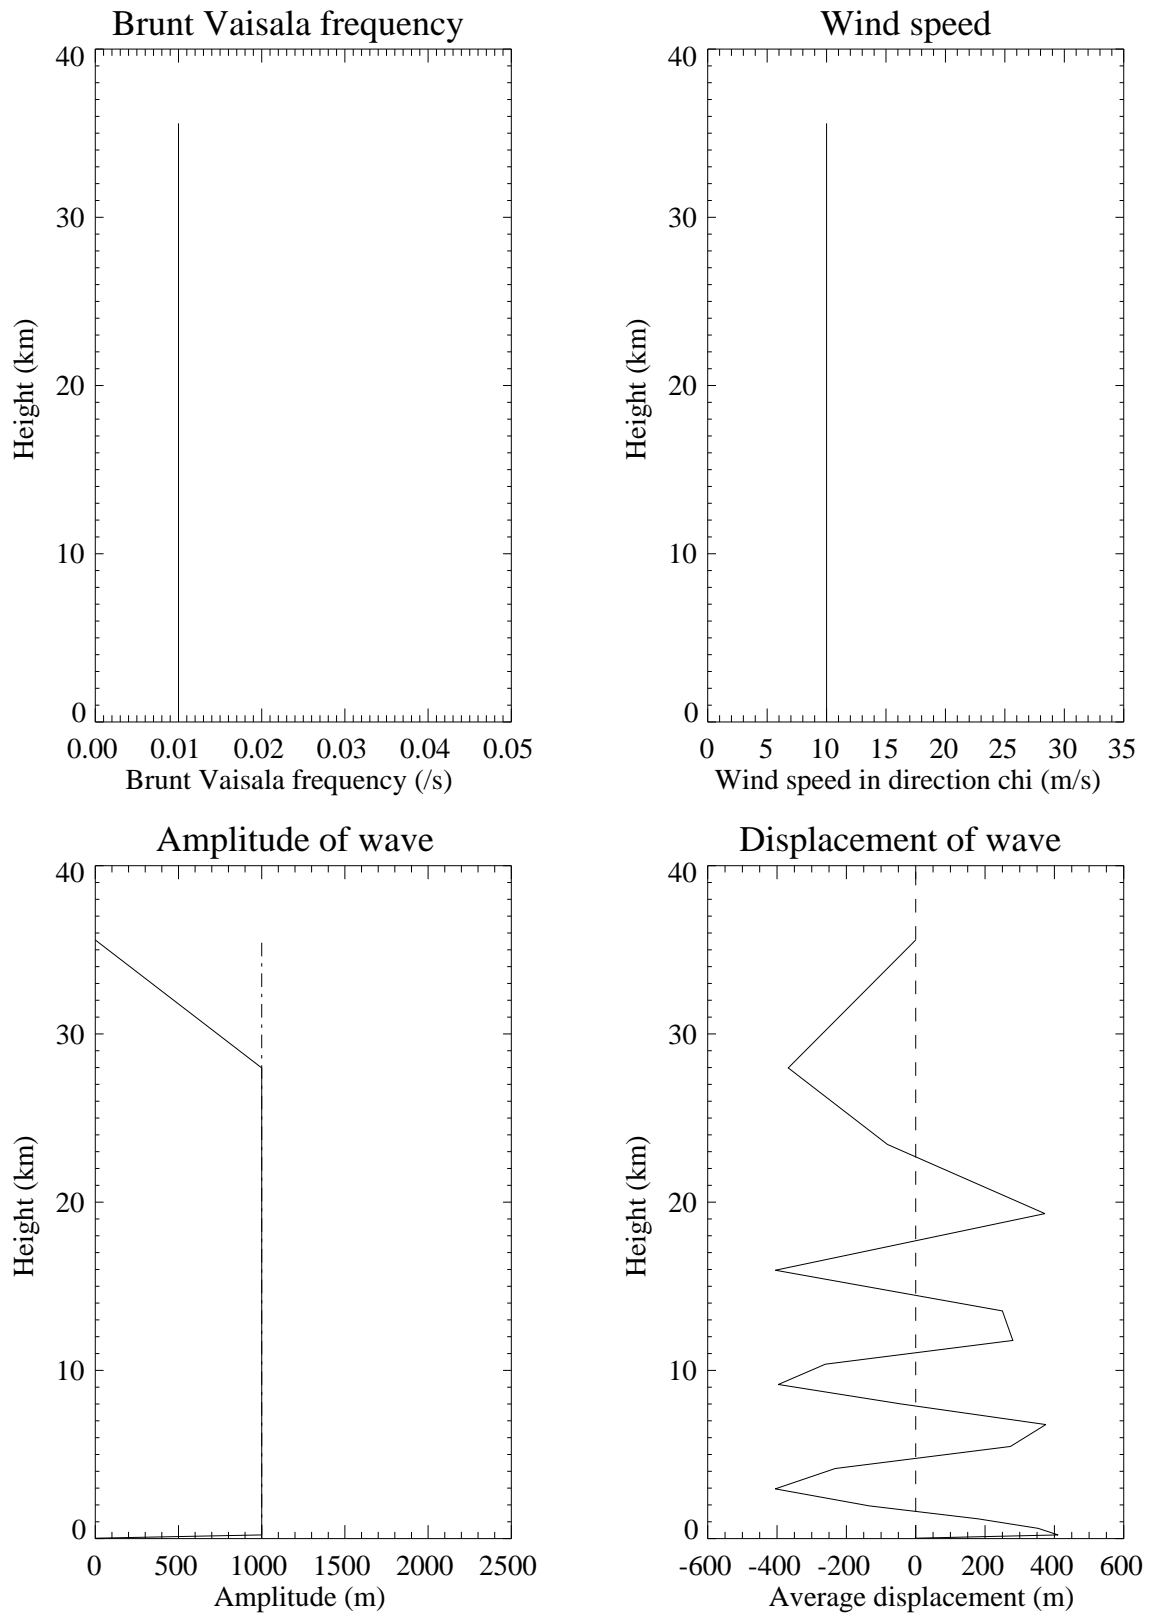 Brunt Vaisala frequency
40
30
20
10
0
Height (km)
0.00 0.01 0.02 0.03 0.04 0.05
Brunt Vaisala frequency (/s)
Wind speed
40
30
20
10
0
Height (km)
0 5 10 15 20 25 30 35
Wind speed in direction chi (m/s)
Amplitude of wave
40
30
20
10
0
Height (km)
0 500 1000 1500 2000 2500
Amplitude (m)
Displacement of wave
40
30
20
10
0
Height (km)
-600 -400 -200 0 200 400 600
Average displacement (m)